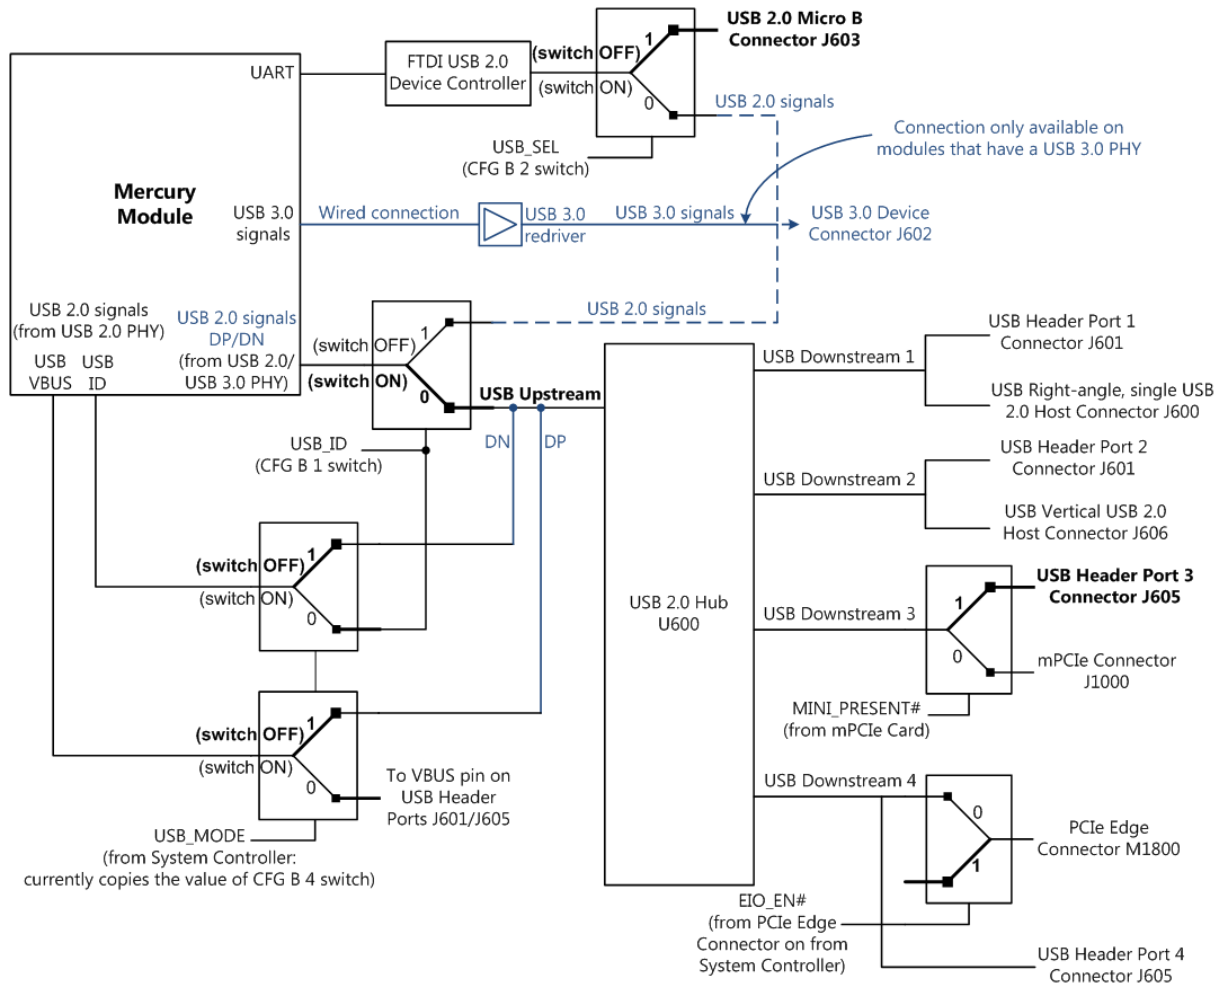 USB 2.0 Micro B
Connector J603
1
(switch OFF)
(switch ON)
0
FTDI USB 2.0
Device Controller
UART
USB 2.0 signals
USB_SEL
(CFG B 2 switch)
Connection only available on
modules that have a USB 3.0 PHY
Mercury
Module
USB 3.0
signals
Wired connection
USB 3.0
redriver
USB 3.0 signals
USB 3.0 Device
Connector J602
USB 2.0 signals
(from USB 2.0 PHY)
USB
VBUS
USB
ID
USB 2.0 signals
DP/DN
(from USB 2.0/
USB 3.0 PHY)
(switch OFF)
1
(switch ON)
0
USB 2.0 signals
USB Upstream
DN
DP
USB_ID
(CFG B 1 switch)
(switch OFF)
1
(switch ON)
0
(switch OFF)
1
(switch ON)
0
To VBUS pin on
USB Header
Ports J601/J605
USB_MODE
(from System Controller:
currently copies the value of CFG B 4 switch)
USB 2.0 Hub
U600
USB Downstream 1
USB Header Port 1
Connector J601
USB Right-angle, single USB
2.0 Host Connector J600
USB Downstream 2
USB Header Port 2
Connector J601
USB Vertical USB 2.0
Host Connector J606
USB Downstream 3
1
0
USB Header Port 3
Connector J605
mPCIe Connector
J1000
MINI_PRESENT#
(from mPCIe Card)
USB Downstream 4
0
1
PCIe Edge
Connector M1800
EIO_EN#
(from PCIe Edge
Connector on from
System Controller)
USB Header Port 4
Connector J605